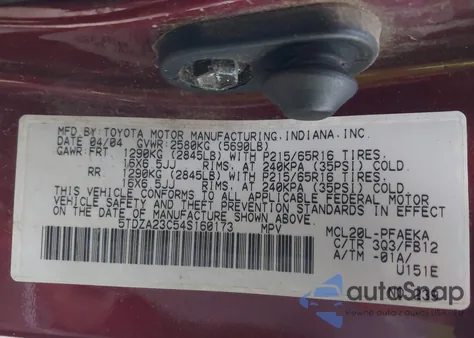 MFD.BY:TOYOTA MOTOR MANUFACTURING.INDIANA.INC.
DATE 04/04 GVWR:2580KG (5690LB)
GAWR:FRT. 1290KG (2845LB) WITH P215/65R16 TIRES.
16X6.5JJ RIMS. AT 240KPA (35PSI) COLD.
RR. 1290KG (2845LB) WITH P215/65R16 TIRES.
16X6.5JJ RIMS. AT 240KPA (35PSI) COLD.
THIS VEHICLE CONFORMS TO ALL APPLICABLE FEDERAL MOTOR
VEHICLE SAFETY AND THEFT PREVENTION STANDARDS IN EFFECT
ON THE DATE OF MANUFACTURE SHOWN ABOVE.
5TDZA23C54S160173 MPV
MCL20L-PFAEKA
C/TR 3Q3/FB12
A/TM -01A/
U151E
NO. 239
autoSnap